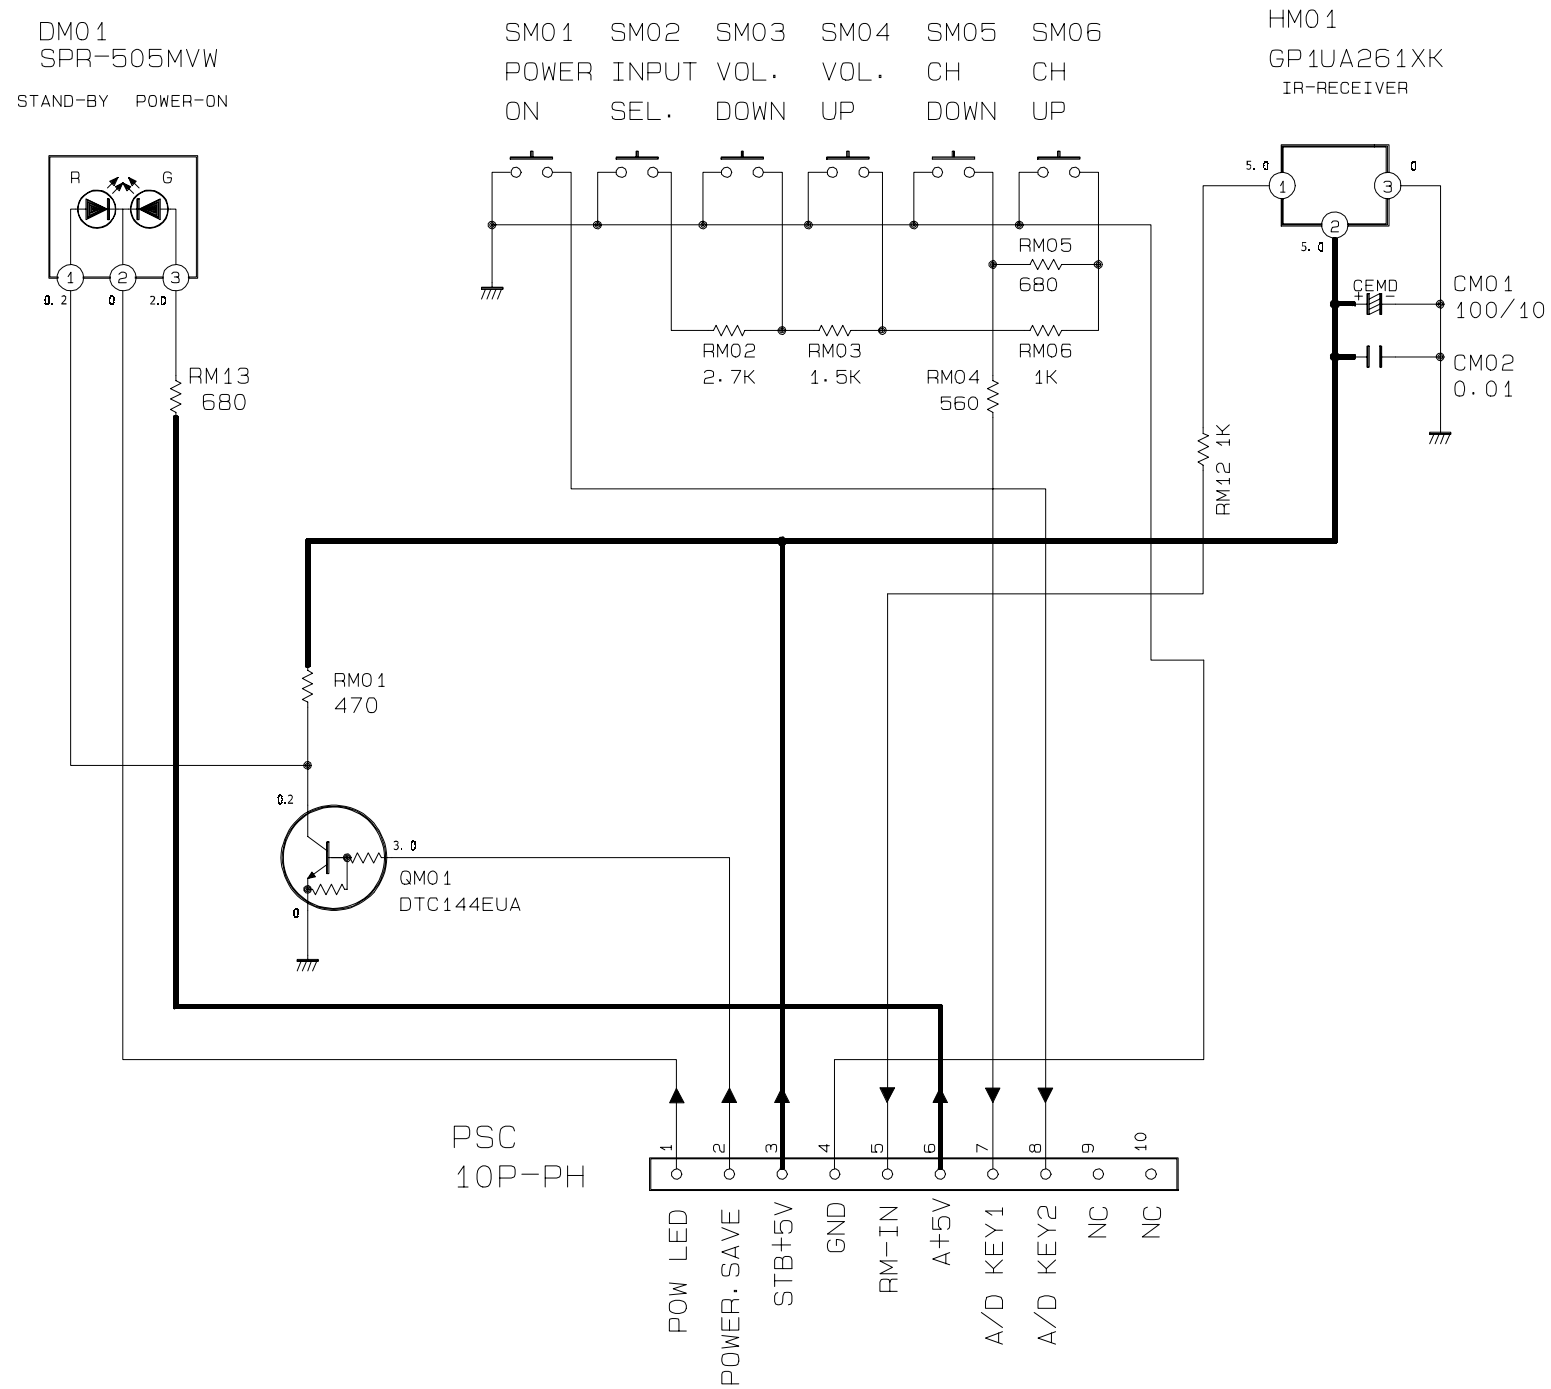 DM01
SPR-505MVW
STAND-BY POWER-ON
SM01 SM02 SM03 SM04 SM05 SM06
POWER INPUT VOL. VOL. CH CH
ON SEL. DOWN UP DOWN UP
HM01
GP1UA261XK
IR-RECEIVER
R G
1 2 3
0.2 0 2.0
RM13
680
5.0 0
1 3
2
5.0
RM05
680
CEMD
+ -
CM01
100/10
CM02
0.01
RM02
2.7K
RM03
1.5K
RM06
1K
RM04
560
RM12 1K
RM01
470
0.2
3.0
QM01
DTC144EUA
0
PSC
10P-PH
1 2 3 4 5 6 7 8 9 10
POW LED
POWER.SAVE
STB+5V
GND
RM-IN
A+5V
A/D KEY1
A/D KEY2
NC
NC